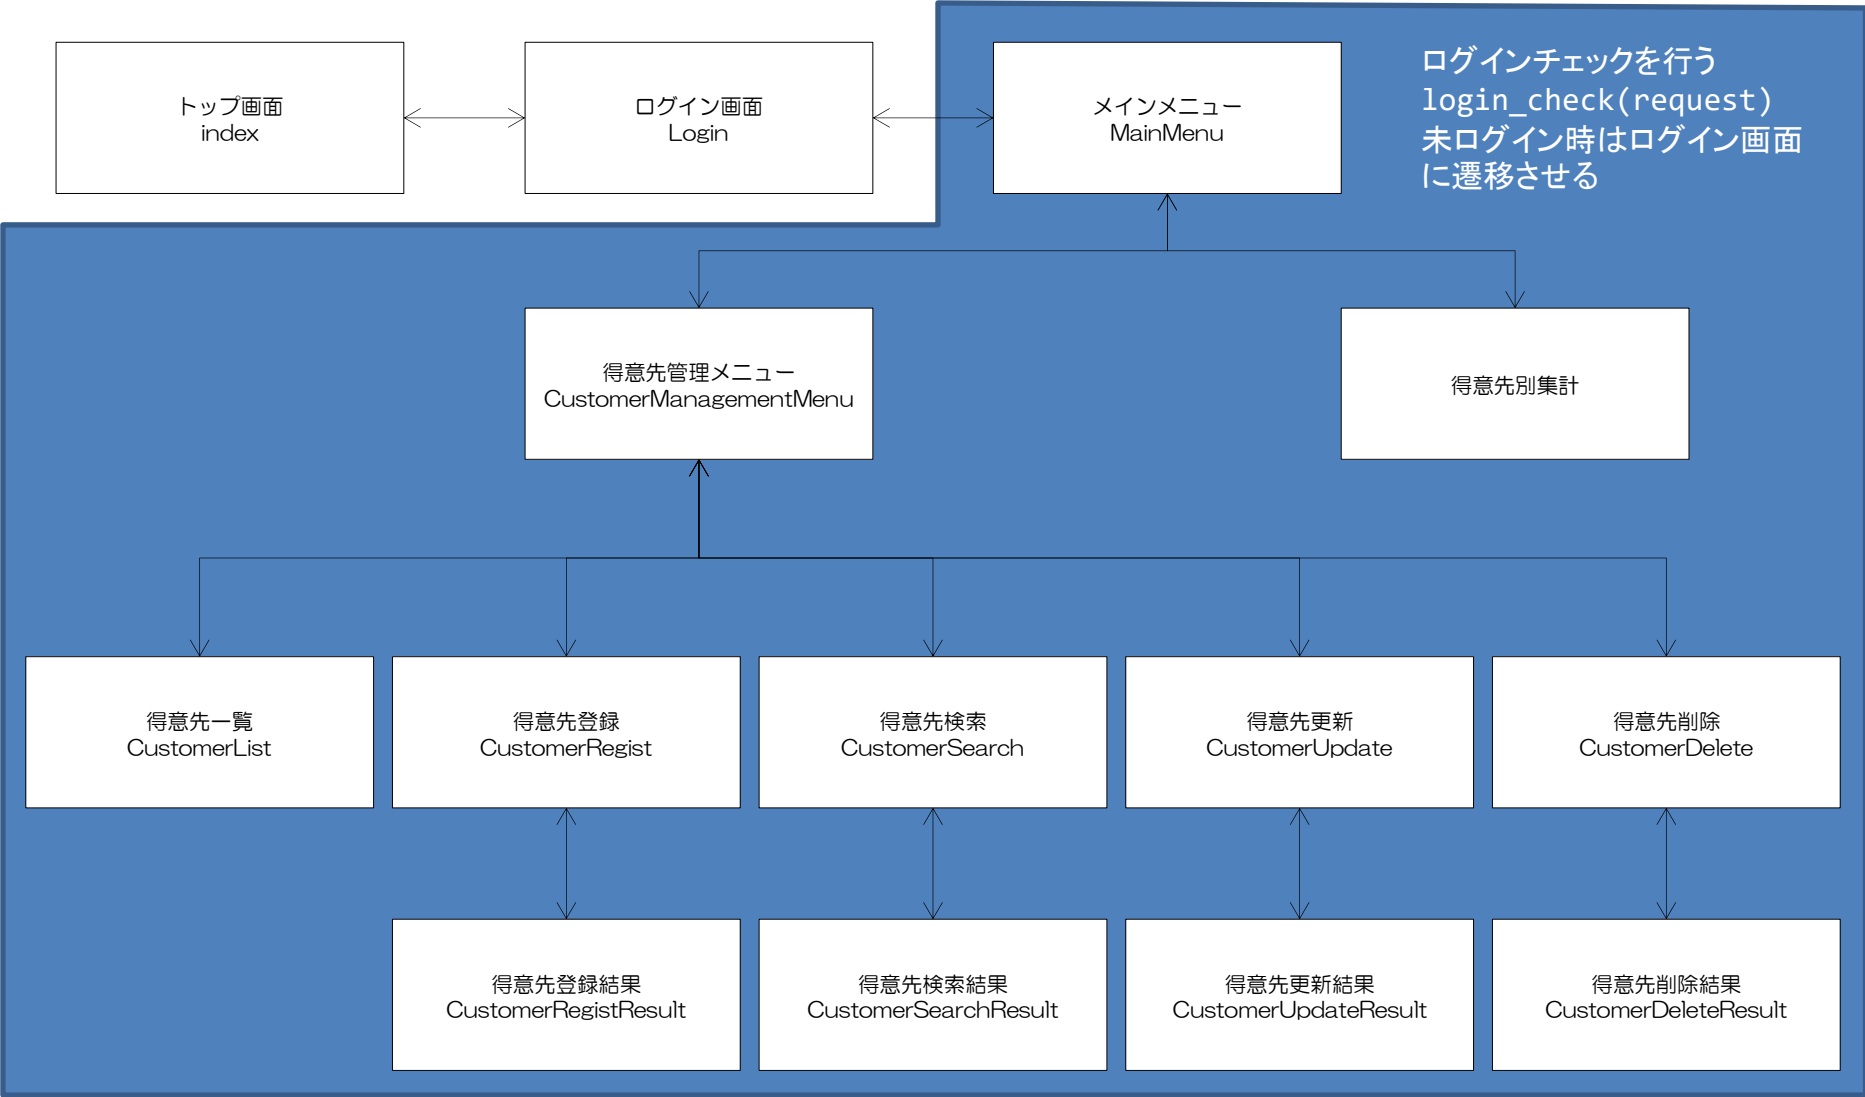 トップ画面
index
ログイン画面
Login
メインメニュー
MainMenu
ログインチェックを行う
login_check(request)
未ログイン時はログイン画面
に遷移させる
得意先管理メニュー
CustomerManagementMenu
得意先別集計
得意先一覧
CustomerList
得意先登録
CustomerRegist
得意先検索
CustomerSearch
得意先更新
CustomerUpdate
得意先削除
CustomerDelete
得意先登録結果
CustomerRegistResult
得意先検索結果
CustomerSearchResult
得意先更新結果
CustomerUpdateResult
得意先削除結果
CustomerDeleteResult